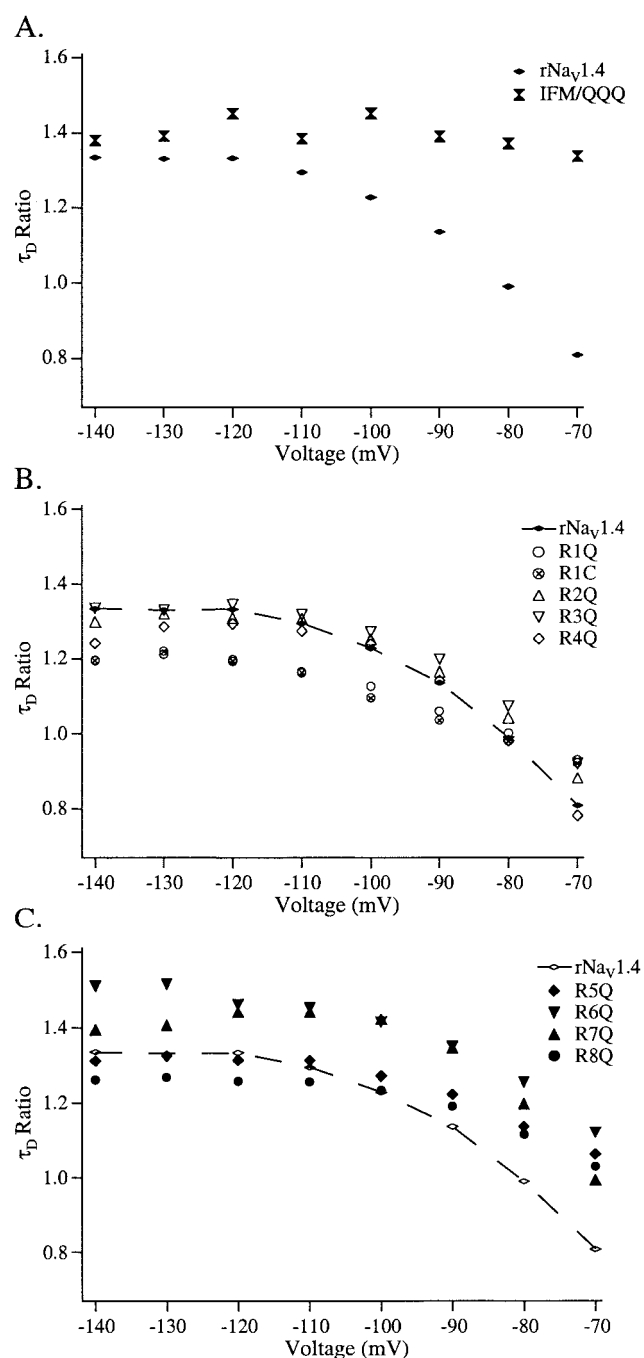 A.
1.6
1.4
1.2
1.0
0.8
τD Ratio
rNaV1.4
IFM/QQQ
-140 -130 -120 -110 -100 -90 -80 -70
Voltage (mV)
B.
1.6
1.4
1.2
1.0
0.8
τD Ratio
rNaV1.4
R1Q
R1C
R2Q
R3Q
R4Q
-140 -130 -120 -110 -100 -90 -80 -70
Voltage (mV)
C.
1.6
1.4
1.2
1.0
0.8
τD Ratio
rNaV1.4
R5Q
R6Q
R7Q
R8Q
-140 -130 -120 -110 -100 -90 -80 -70
Voltage (mV)